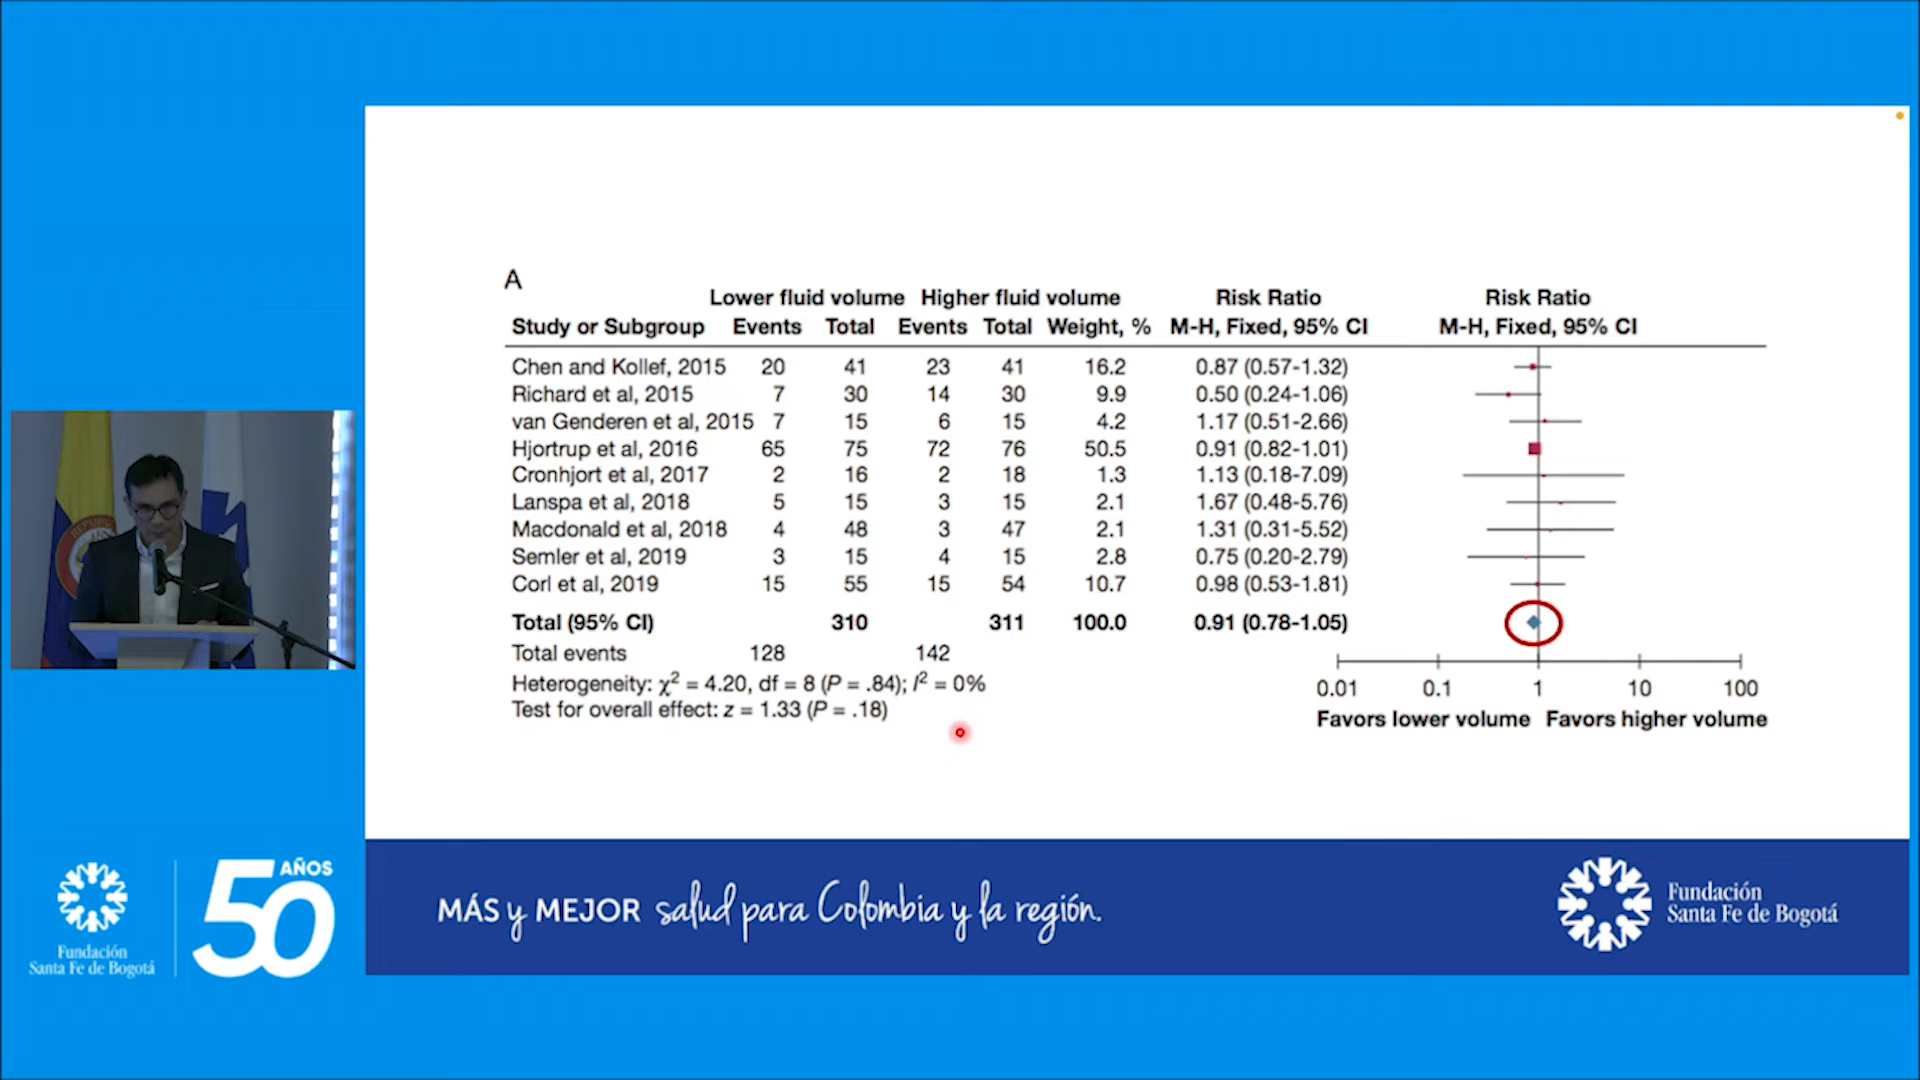 A
Lower fluid volume Higher fluid volume Risk Ratio Risk Ratio
Study or Subgroup Events Total Events Total Weight, % M-H, Fixed, 95% CI M-H, Fixed, 95% CI
Chen and Kollef, 2015 20 41 23 41 16.2 0.87 (0.57-1.32)
Richard et al, 2015 7 30 14 30 9.9 0.50 (0.24-1.06)
van Genderen et al, 2015 7 15 6 15 4.2 1.17 (0.51-2.66)
Hjortrup et al, 2016 65 75 72 76 50.5 0.91 (0.82-1.01)
Cronhjort et al, 2017 2 16 2 18 1.3 1.13 (0.18-7.09)
Lanspa et al, 2018 5 15 3 15 2.1 1.67 (0.48-5.76)
Macdonald et al, 2018 4 48 3 47 2.1 1.31 (0.31-5.52)
Semler et al, 2019 3 15 4 15 2.8 0.75 (0.20-2.79)
Corl et al, 2019 15 55 15 54 10.7 0.98 (0.53-1.81)
Total (95% CI) 310 311 100.0 0.91 (0.78-1.05)
Total events 128 142
Heterogeneity: χ² = 4.20, df = 8 (P = .84); I² = 0%
Test for overall effect: z = 1.33 (P = .18)
0.01 0.1 1 10 100
Favors lower volume Favors higher volume
MÁS y MEJOR salud para Colombia y la región.
Fundación
Santa Fe de Bogotá
50 AÑOS
Fundación
Santa Fe de Bogotá